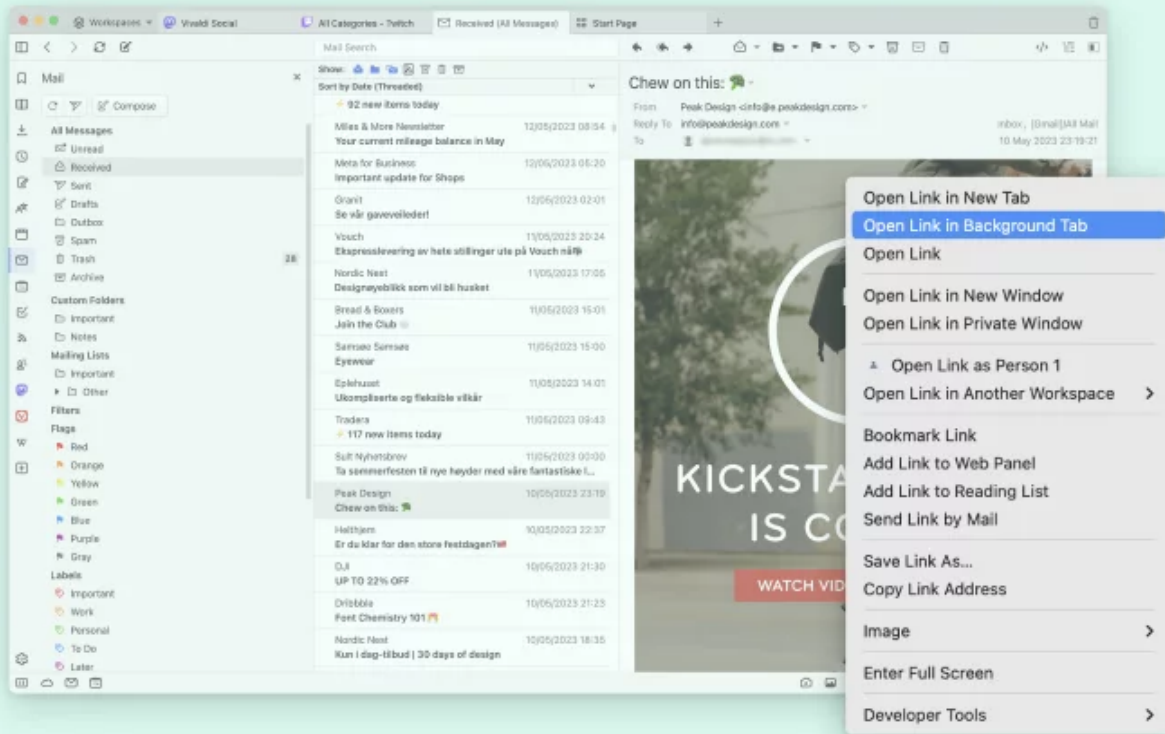 Workspaces
Vivaldi Social
All Categories - Twitch
Received (All Messages)
Start Page
Mail Search
Mail
Compose
All Messages
Unread
Received
Sent
Drafts
Outbox
Spam
Trash 28
Archive
Custom Folders
Important
Notes
Mailing Lists
Important
Other
Filters
Flags
Red
Orange
Yellow
Green
Blue
Purple
Gray
Labels
Important
Work
Personal
To Do
Later
Show:
Sort by Date (Threaded)
92 new items today
Miles & More Newsletter 12/05/2023 08:54
Your current mileage balance in May
Meta for Business 12/05/2023 05:20
Important update for Shops
Granit 12/05/2023 02:01
Se vår gaveveileder!
Vouch 11/05/2023 20:24
Ekspresslevering av hete stillinger ute på Vouch nå
Nordic Nest 11/05/2023 17:05
Designøyeblikk som vil bli husket
Bread & Boxers 11/05/2023 15:01
Join the Club
Samsøe Samsøe 11/05/2023 15:00
Eyewear
Eplehuset 11/05/2023 14:01
Ukompliserte og fleksible vilkår
Tradera 11/05/2023 09:43
117 new items today
Sult Nyhetsbrev 11/05/2023 00:00
Ta sommerfesten til nye høyder med våre fantastiske l...
Peak Design 10/05/2023 23:19
Chew on this:
Helthjem 10/05/2023 22:37
Er du klar for den store festdagen?
DJI 10/05/2023 21:30
UP TO 22% OFF
Dribbble 10/05/2023 21:23
Font Chemistry 101
Nordic Nest 10/05/2023 18:35
Kun i dag-tilbud | 30 days of design
Chew on this:
From Peak Design <info@e.peakdesign.com>
Reply To info@peakdesign.com
Inbox, [Gmail]/All Mail
To
10 May 2023 23:19:21
KICKSTA
IS CO
WATCH VID
Open Link in New Tab
Open Link in Background Tab
Open Link
Open Link in New Window
Open Link in Private Window
Open Link as Person 1
Open Link in Another Workspace
Bookmark Link
Add Link to Web Panel
Add Link to Reading List
Send Link by Mail
Save Link As...
Copy Link Address
Image
Enter Full Screen
Developer Tools